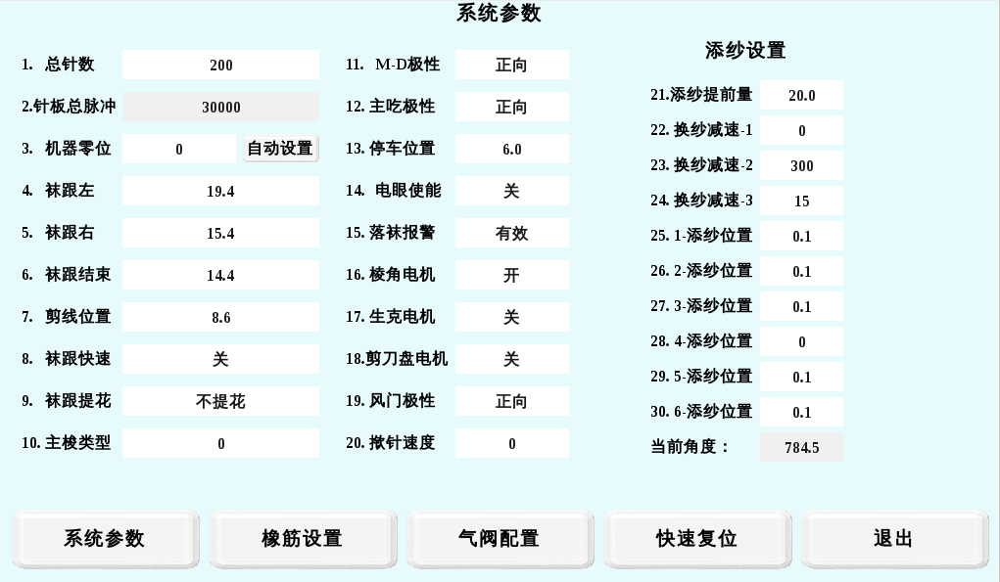 系统参数
1. 总针数 200
2.针板总脉冲 30000
3. 机器零位 0 自动设置
4. 袜跟左 19.4
5. 袜跟右 15.4
6. 袜跟结束 14.4
7. 剪线位置 8.6
8. 袜跟快速 关
9. 袜跟提花 不提花
10. 主梭类型 0
11. M-D极性 正向
12. 主吃极性 正向
13. 停车位置 6.0
14. 电眼使能 关
15. 落袜报警 有效
16. 棱角电机 开
17. 生克电机 关
18.剪刀盘电机 关
19. 风门极性 正向
20. 揿针速度 0
添纱设置
21.添纱提前量 20.0
22. 换纱减速-1 0
23. 换纱减速-2 300
24. 换纱减速-3 15
25. 1-添纱位置 0.1
26. 2-添纱位置 0.1
27. 3-添纱位置 0.1
28. 4-添纱位置 0
29. 5-添纱位置 0.1
30. 6-添纱位置 0.1
当前角度： 784.5
系统参数 橡筋设置 气阀配置 快速复位 退出